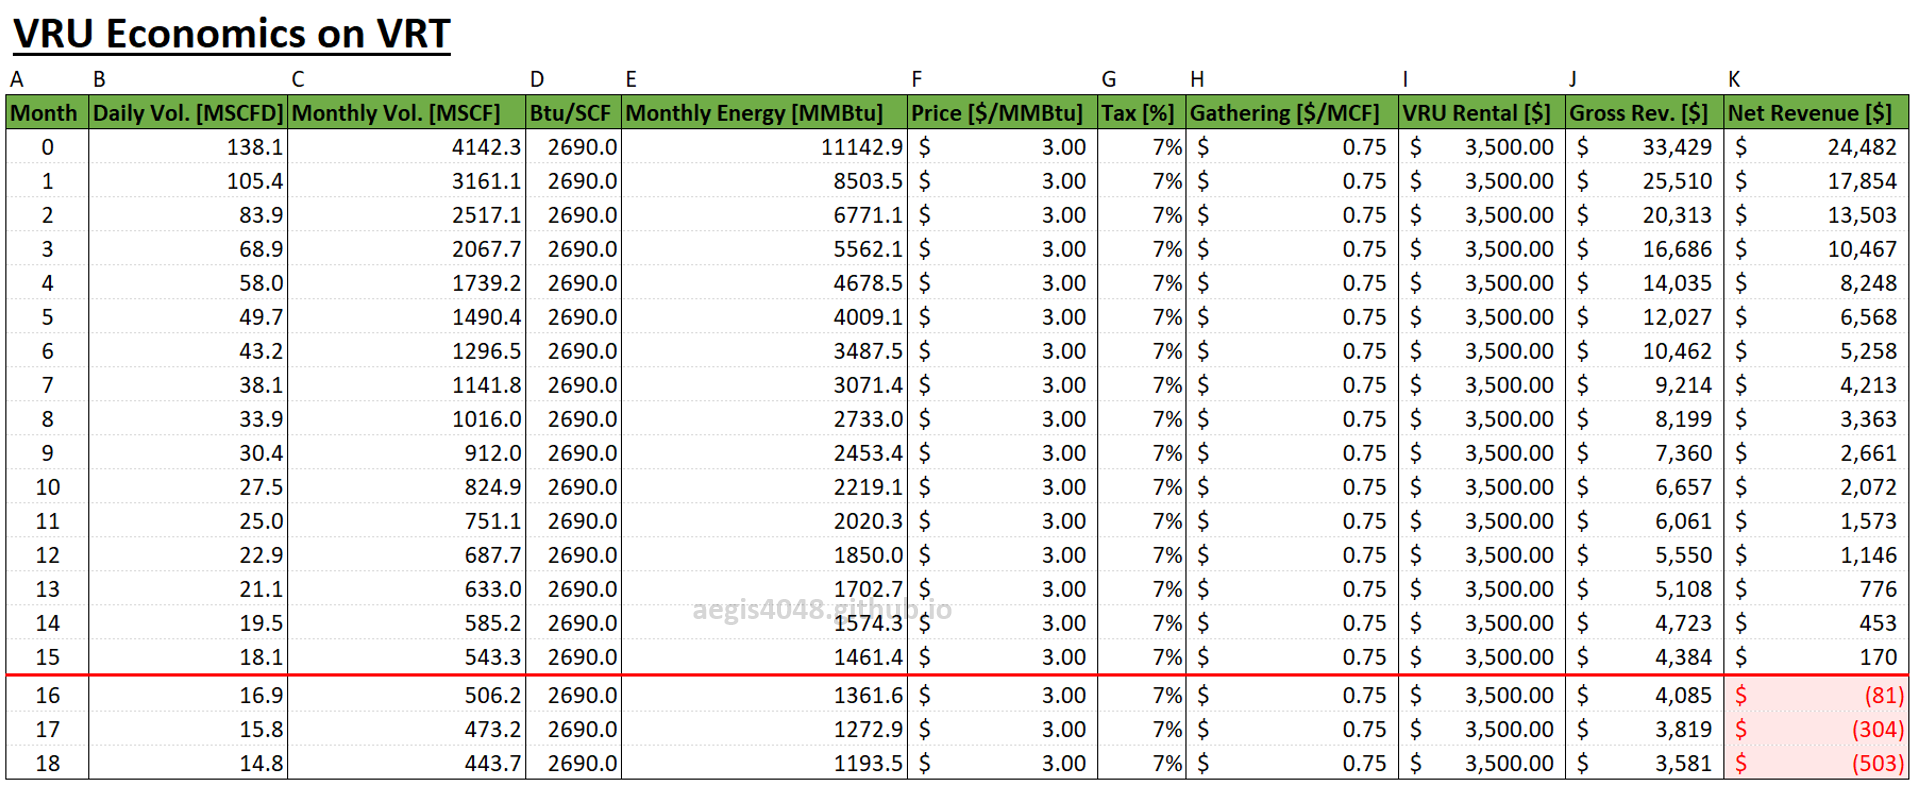 VRU Economics on VRT
A B C D E F G H I J K
Month Daily Vol. [MSCFD] Monthly Vol. [MSCF] Btu/SCF Monthly Energy [MMBtu] Price [$/MMBtu] Tax [%] Gathering [$/MCF] VRU Rental [$] Gross Rev. [$] Net Revenue [$]
0 138.1 4142.3 2690.0 11142.9 $ 3.00 7% $ 0.75 $ 3,500.00 $ 33,429 $ 24,482
1 105.4 3161.1 2690.0 8503.5 $ 3.00 7% $ 0.75 $ 3,500.00 $ 25,510 $ 17,854
2 83.9 2517.1 2690.0 6771.1 $ 3.00 7% $ 0.75 $ 3,500.00 $ 20,313 $ 13,503
3 68.9 2067.7 2690.0 5562.1 $ 3.00 7% $ 0.75 $ 3,500.00 $ 16,686 $ 10,467
4 58.0 1739.2 2690.0 4678.5 $ 3.00 7% $ 0.75 $ 3,500.00 $ 14,035 $ 8,248
5 49.7 1490.4 2690.0 4009.1 $ 3.00 7% $ 0.75 $ 3,500.00 $ 12,027 $ 6,568
6 43.2 1296.5 2690.0 3487.5 $ 3.00 7% $ 0.75 $ 3,500.00 $ 10,462 $ 5,258
7 38.1 1141.8 2690.0 3071.4 $ 3.00 7% $ 0.75 $ 3,500.00 $ 9,214 $ 4,213
8 33.9 1016.0 2690.0 2733.0 $ 3.00 7% $ 0.75 $ 3,500.00 $ 8,199 $ 3,363
9 30.4 912.0 2690.0 2453.4 $ 3.00 7% $ 0.75 $ 3,500.00 $ 7,360 $ 2,661
10 27.5 824.9 2690.0 2219.1 $ 3.00 7% $ 0.75 $ 3,500.00 $ 6,657 $ 2,072
11 25.0 751.1 2690.0 2020.3 $ 3.00 7% $ 0.75 $ 3,500.00 $ 6,061 $ 1,573
12 22.9 687.7 2690.0 1850.0 $ 3.00 7% $ 0.75 $ 3,500.00 $ 5,550 $ 1,146
13 21.1 633.0 2690.0 1702.7 $ 3.00 7% $ 0.75 $ 3,500.00 $ 5,108 $ 776
aegis4048.github.io
14 19.5 585.2 2690.0 1574.3 $ 3.00 7% $ 0.75 $ 3,500.00 $ 4,723 $ 453
15 18.1 543.3 2690.0 1461.4 $ 3.00 7% $ 0.75 $ 3,500.00 $ 4,384 $ 170
16 16.9 506.2 2690.0 1361.6 $ 3.00 7% $ 0.75 $ 3,500.00 $ 4,085 $ (81)
17 15.8 473.2 2690.0 1272.9 $ 3.00 7% $ 0.75 $ 3,500.00 $ 3,819 $ (304)
18 14.8 443.7 2690.0 1193.5 $ 3.00 7% $ 0.75 $ 3,500.00 $ 3,581 $ (503)